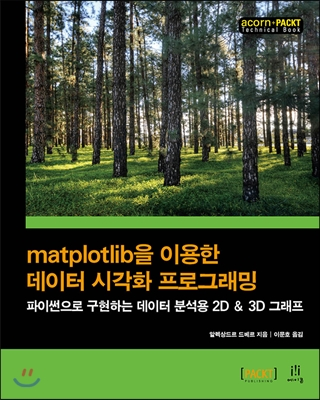 acorn+PACKT
Technical Book
matplotlib을 이용한
데이터 시각화 프로그래밍
파이썬으로 구현하는 데이터 분석용 2D & 3D 그래프
알렉상드르 드베르 지음 | 이문호 옮김
[PACKT]
PUBLISHING